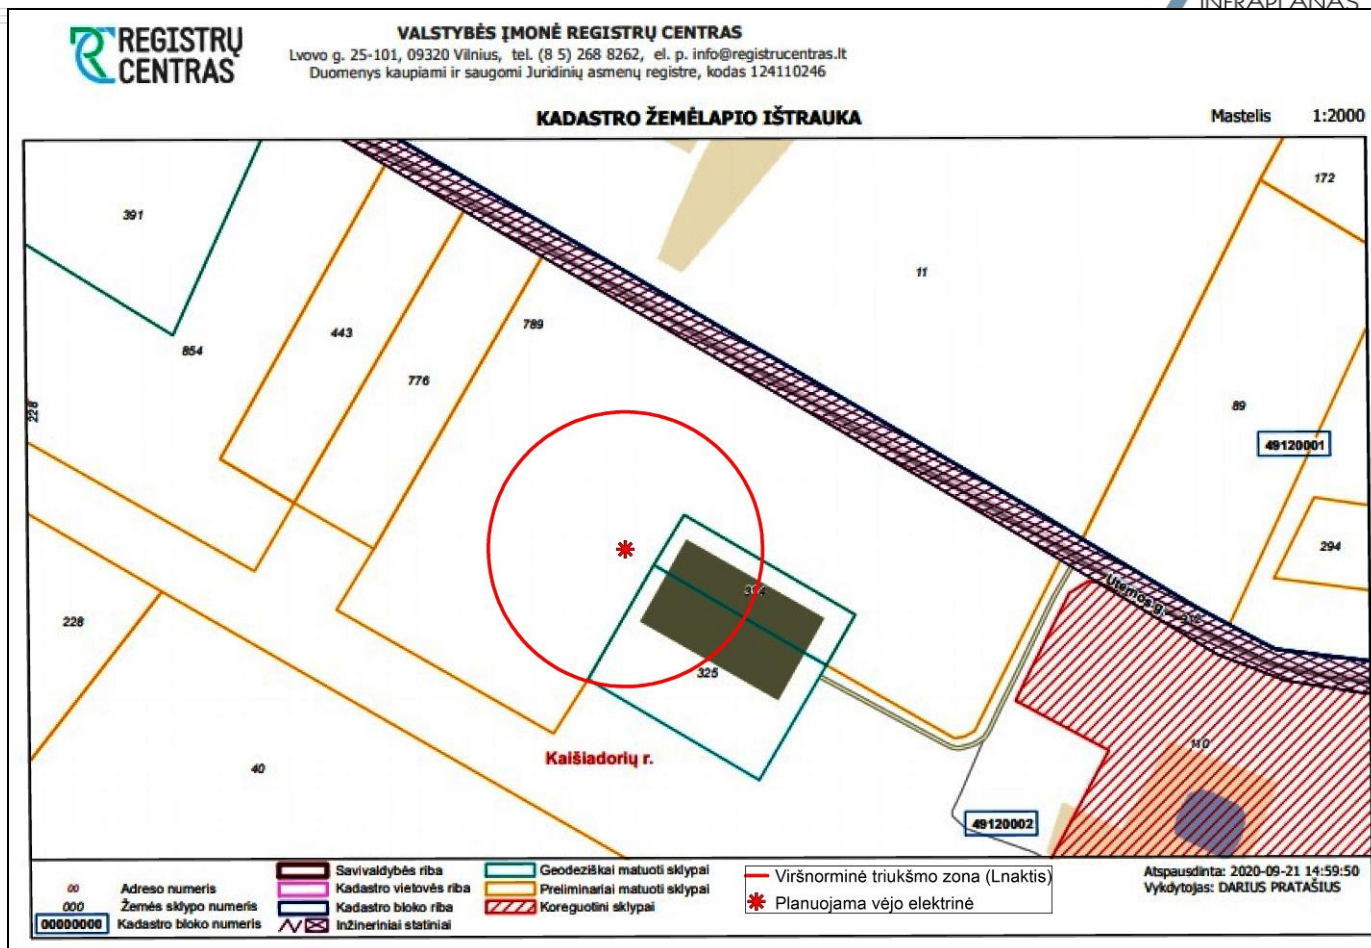 INFRAPLANAS
REGISTRŲ
CENTRAS
VALSTYBĖS ĮMONĖ REGISTRŲ CENTRAS
Lvovo g. 25-101, 09320 Vilnius, tel. (8 5) 268 8262, el. p. info@registrucentras.lt
Duomenys kaupiami ir saugomi Juridinių asmenų registre, kodas 124110246
KADASTRO ŽEMĖLAPIO IŠTRAUKA
Mastelis 1:2000
172
391
11
789
443
854
776
89
228
49120001
294
Utenos g.
228
325
110
Kaišiadorių r.
40
49120002
00 Adreso numeris
000 Žemės sklypo numeris
00000000 Kadastro bloko numeris
Savivaldybės riba
Kadastro vietovės riba
Kadastro bloko riba
Inžineriniai statiniai
Geodeziškai matuoti sklypai
Preliminariai matuoti sklypai
Koreguotini sklypai
Viršnorminė triukšmo zona (Lnaktis)
Planuojama vėjo elektrinė
Atspausdinta: 2020-09-21 14:59:50
Vykdytojas: DARIUS PRATAŠIUS